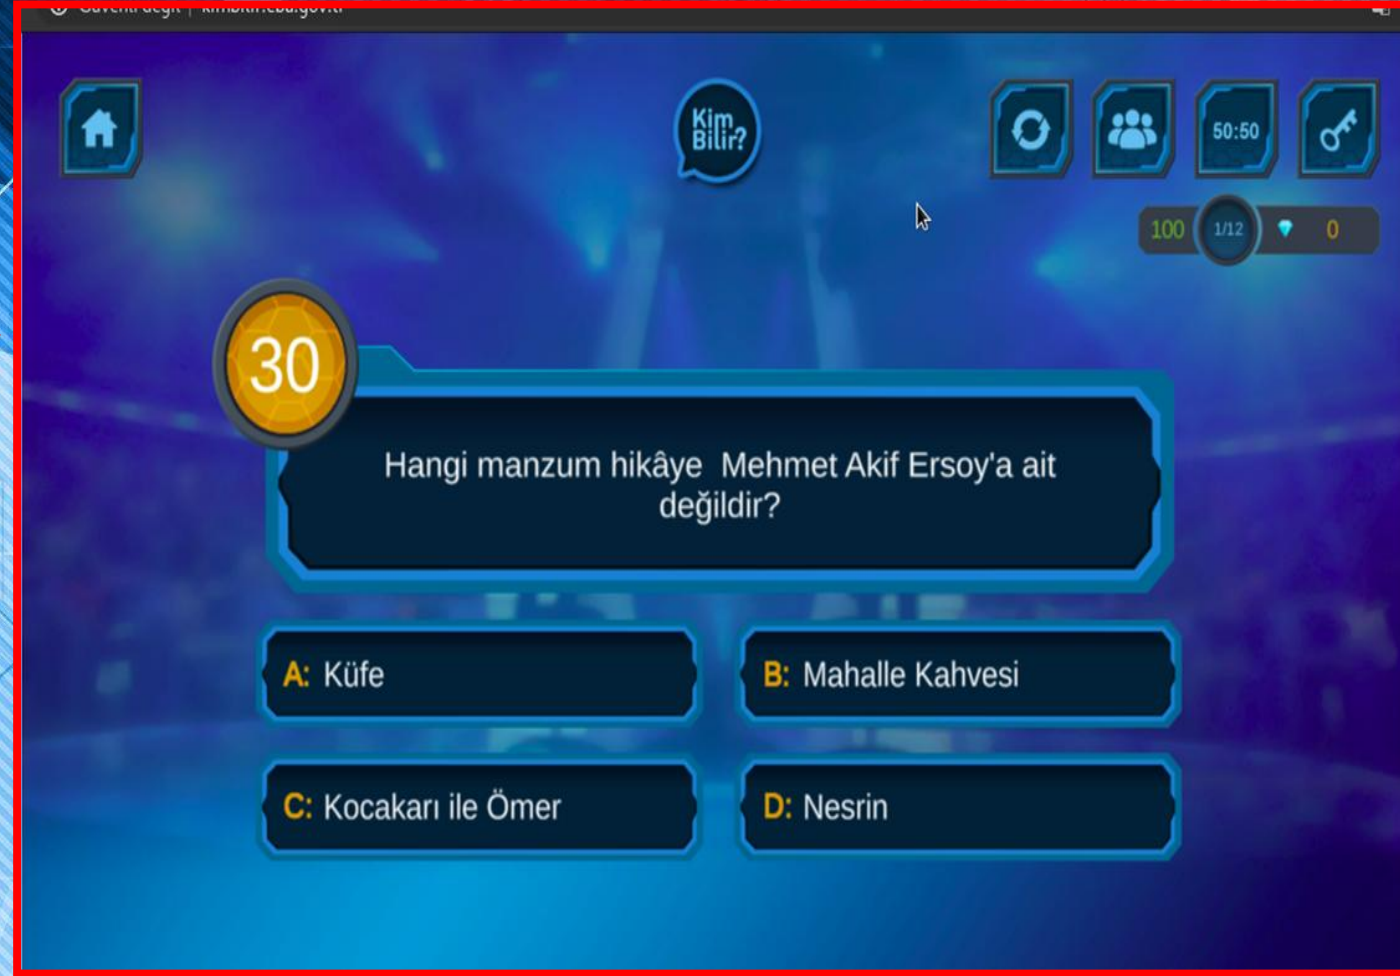 Kim
Bilir?
50:50
100 1/12 0
30
Hangi manzum hikâye Mehmet Akif Ersoy'a ait
değildir?
A: Küfe
B: Mahalle Kahvesi
C: Kocakarı ile Ömer
D: Nesrin